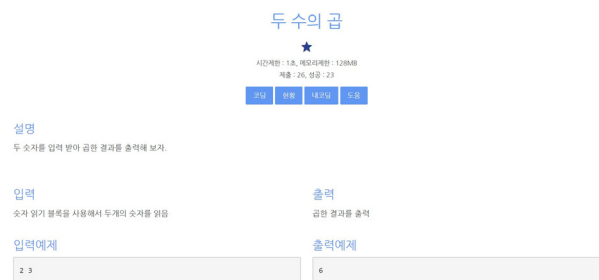 두 수의 곱
시간제한 : 1초, 메모리제한 : 128MB
제출 : 26, 성공 : 23
코딩 현황 내코딩 도움
설명
두 숫자를 입력 받아 곱한 결과를 출력해 보자.
입력
숫자 읽기 블록을 사용해서 두개의 숫자를 읽음
출력
곱한 결과를 출력
입력예제
2 3
출력예제
6